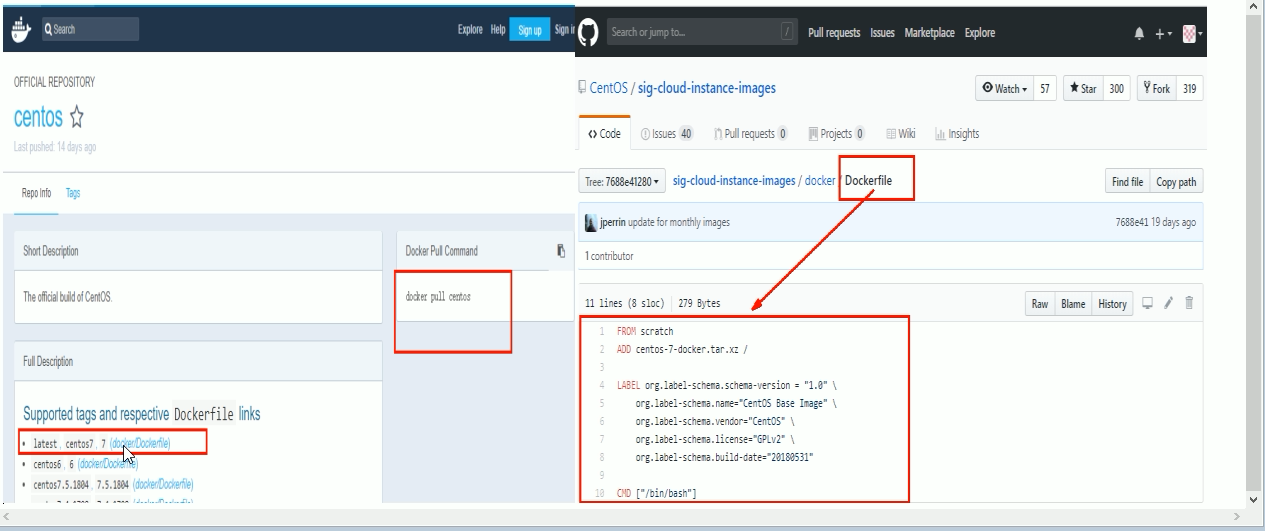 Search
Explore Help Sign up Sign in
OFFICIAL REPOSITORY
centos
Last pushed: 14 days ago
Repo Info Tags
Short Description
The official build of CentOS.
Docker Pull Command
docker pull centos
Full Description
Supported tags and respective Dockerfile links
latest, centos7, 7 (docker/Dockerfile)
centos6, 6 (docker/Dockerfile)
centos7.5.1804, 7.5.1804 (docker/Dockerfile)
Search or jump to... /
Pull requests Issues Marketplace Explore
CentOS / sig-cloud-instance-images
Watch 57 Star 300 Fork 319
Code Issues 40 Pull requests 0 Projects 0 Wiki Insights
Tree: 7688e41280 sig-cloud-instance-images / docker / Dockerfile
Find file Copy path
jperrin update for monthly images 7688e41 19 days ago
1 contributor
11 lines (8 sloc) 279 Bytes
Raw Blame History
1 FROM scratch
2 ADD centos-7-docker.tar.xz /
3
4 LABEL org.label-schema.schema-version = "1.0" \
5 org.label-schema.name="CentOS Base Image" \
6 org.label-schema.vendor="CentOS" \
7 org.label-schema.license="GPLv2" \
8 org.label-schema.build-date="20180531"
9
10 CMD ["/bin/bash"]